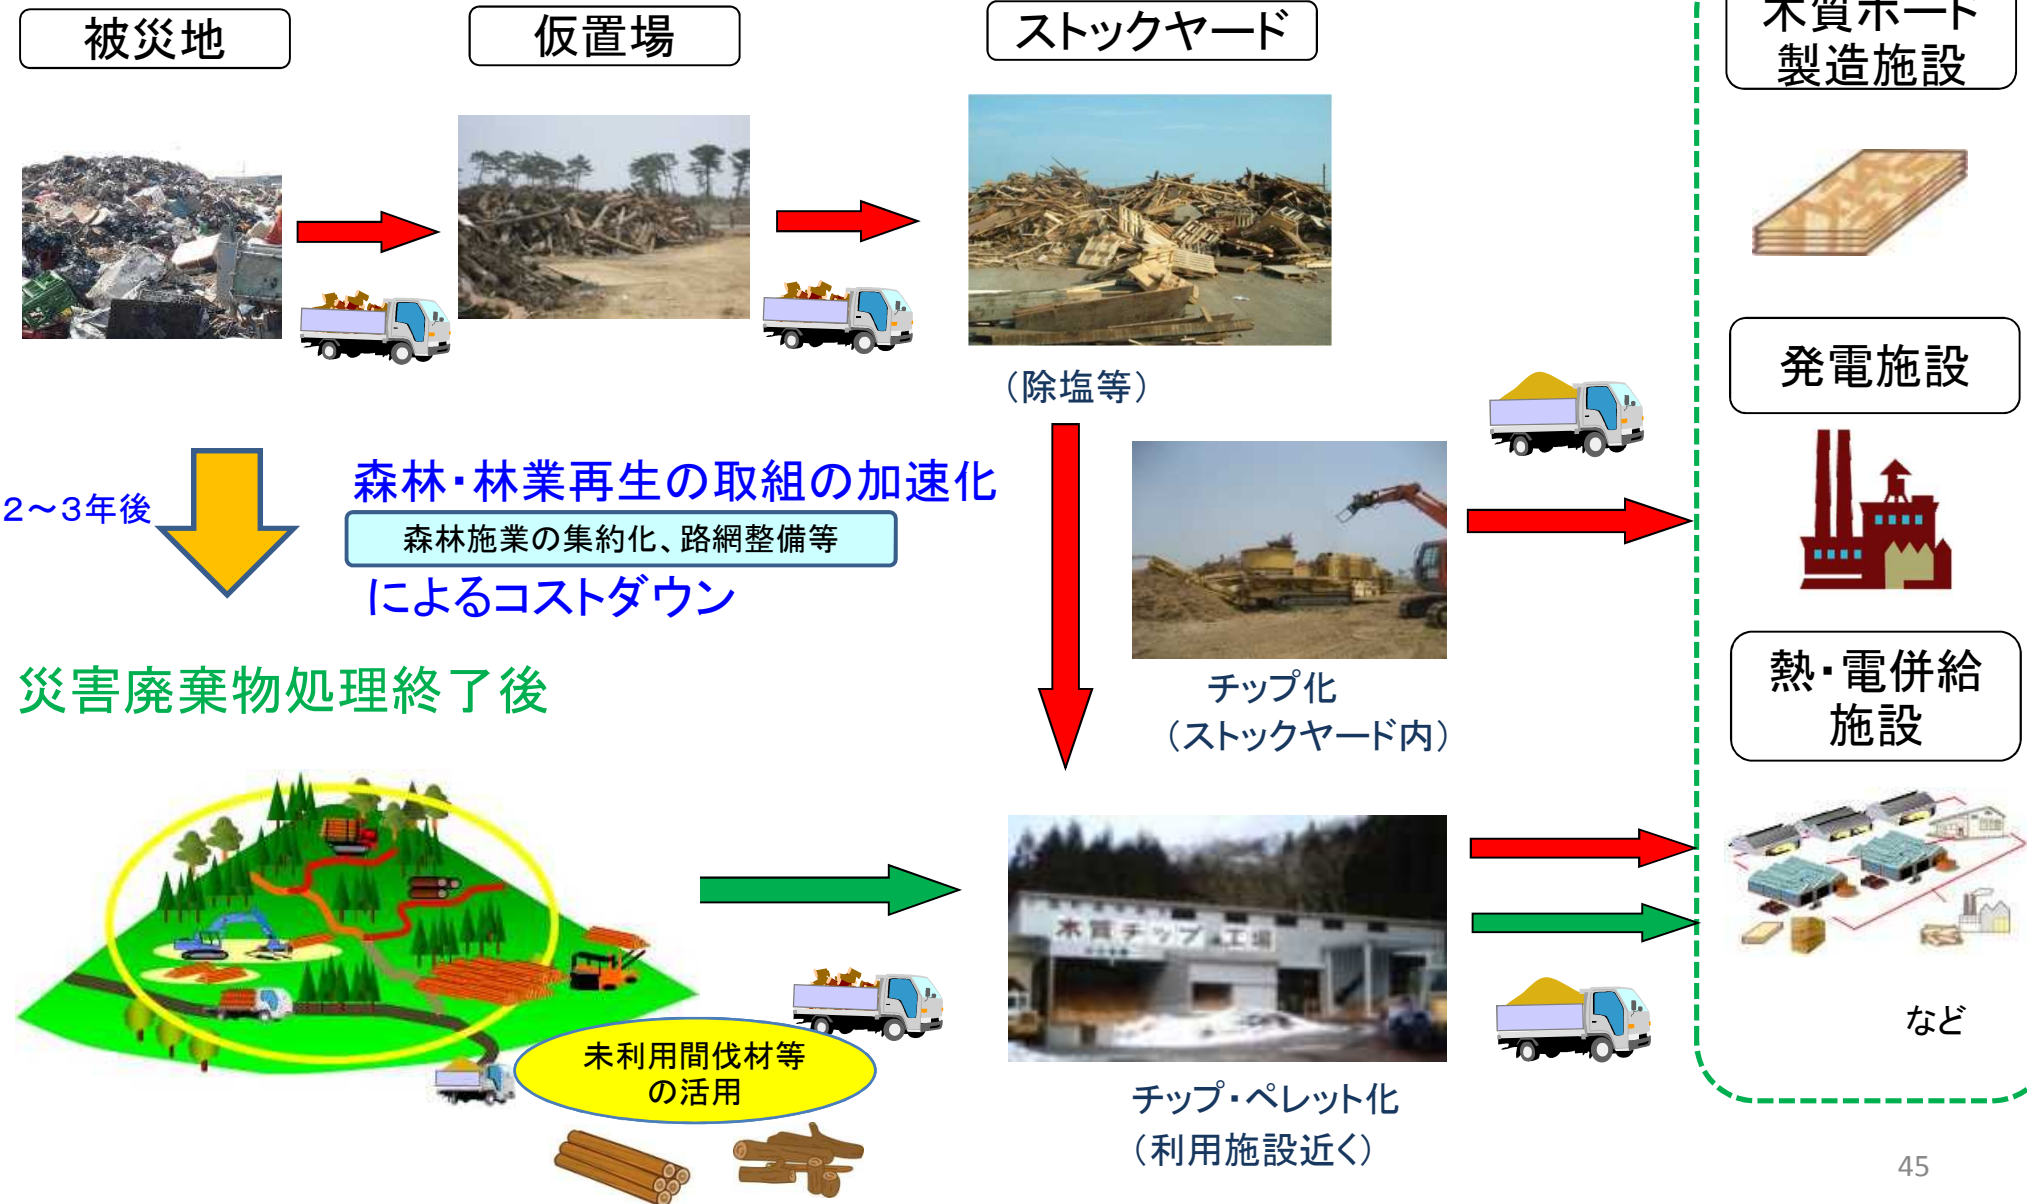 被災地
仮置場
ストックヤード
木質ボード
製造施設
発電施設
（除塩等）
2～3年後
森林・林業再生の取組の加速化
森林施業の集約化、路網整備等
によるコストダウン
災害廃棄物処理終了後
チップ化
（ストックヤード内）
熱・電併給
施設
木質チップ工場
未利用間伐材等
の活用
など
チップ・ペレット化
（利用施設近く）
45